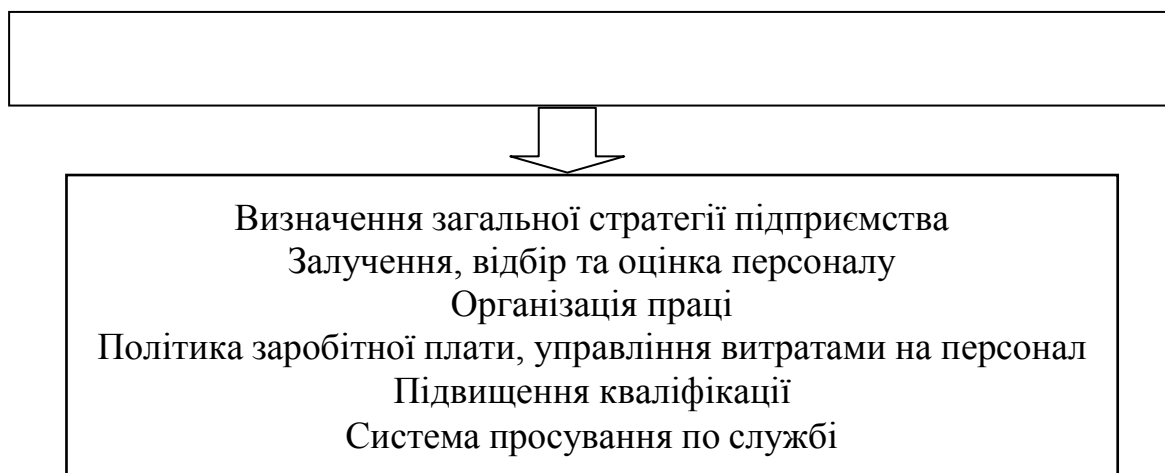 Визначення загальної стратегії підприємства
Залучення, відбір та оцінка персоналу
Організація праці
Політика заробітної плати, управління витратами на персонал
Підвищення кваліфікації
Система просування по службі